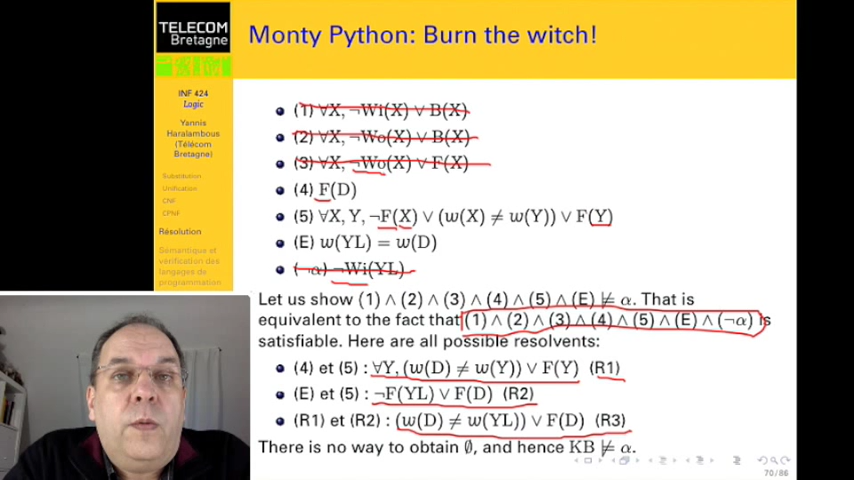 TELECOM
Bretagne
Monty Python: Burn the witch!
INF 424
Logic
Yannis
Haralambous
(Télécom
Bretagne)
Substitution
Unification
CNF
CPNF
Résolution
Sémantique et
vérification des
langages de
programmation
(1) ∀X, ¬Wi(X) ∨ B(X)
(2) ∀X, ¬Wo(X) ∨ B(X)
(3) ∀X, ¬Wo(X) ∨ F(X)
(4) F(D)
(5) ∀X, Y, ¬F(X) ∨ (w(X) ≠ w(Y)) ∨ F(Y)
(E) w(YL) = w(D)
(¬α) ¬Wi(YL)
Let us show (1) ∧ (2) ∧ (3) ∧ (4) ∧ (5) ∧ (E) ⊭ α. That is
equivalent to the fact that (1) ∧ (2) ∧ (3) ∧ (4) ∧ (5) ∧ (E) ∧ (¬α) is
satisfiable. Here are all possible resolvents:
(4) et (5) : ∀Y, (w(D) ≠ w(Y)) ∨ F(Y) (R1)
(E) et (5) : ¬F(YL) ∨ F(D) (R2)
(R1) et (R2) : (w(D) ≠ w(YL)) ∨ F(D) (R3)
There is no way to obtain ∅, and hence KB ⊭ α.
70/86